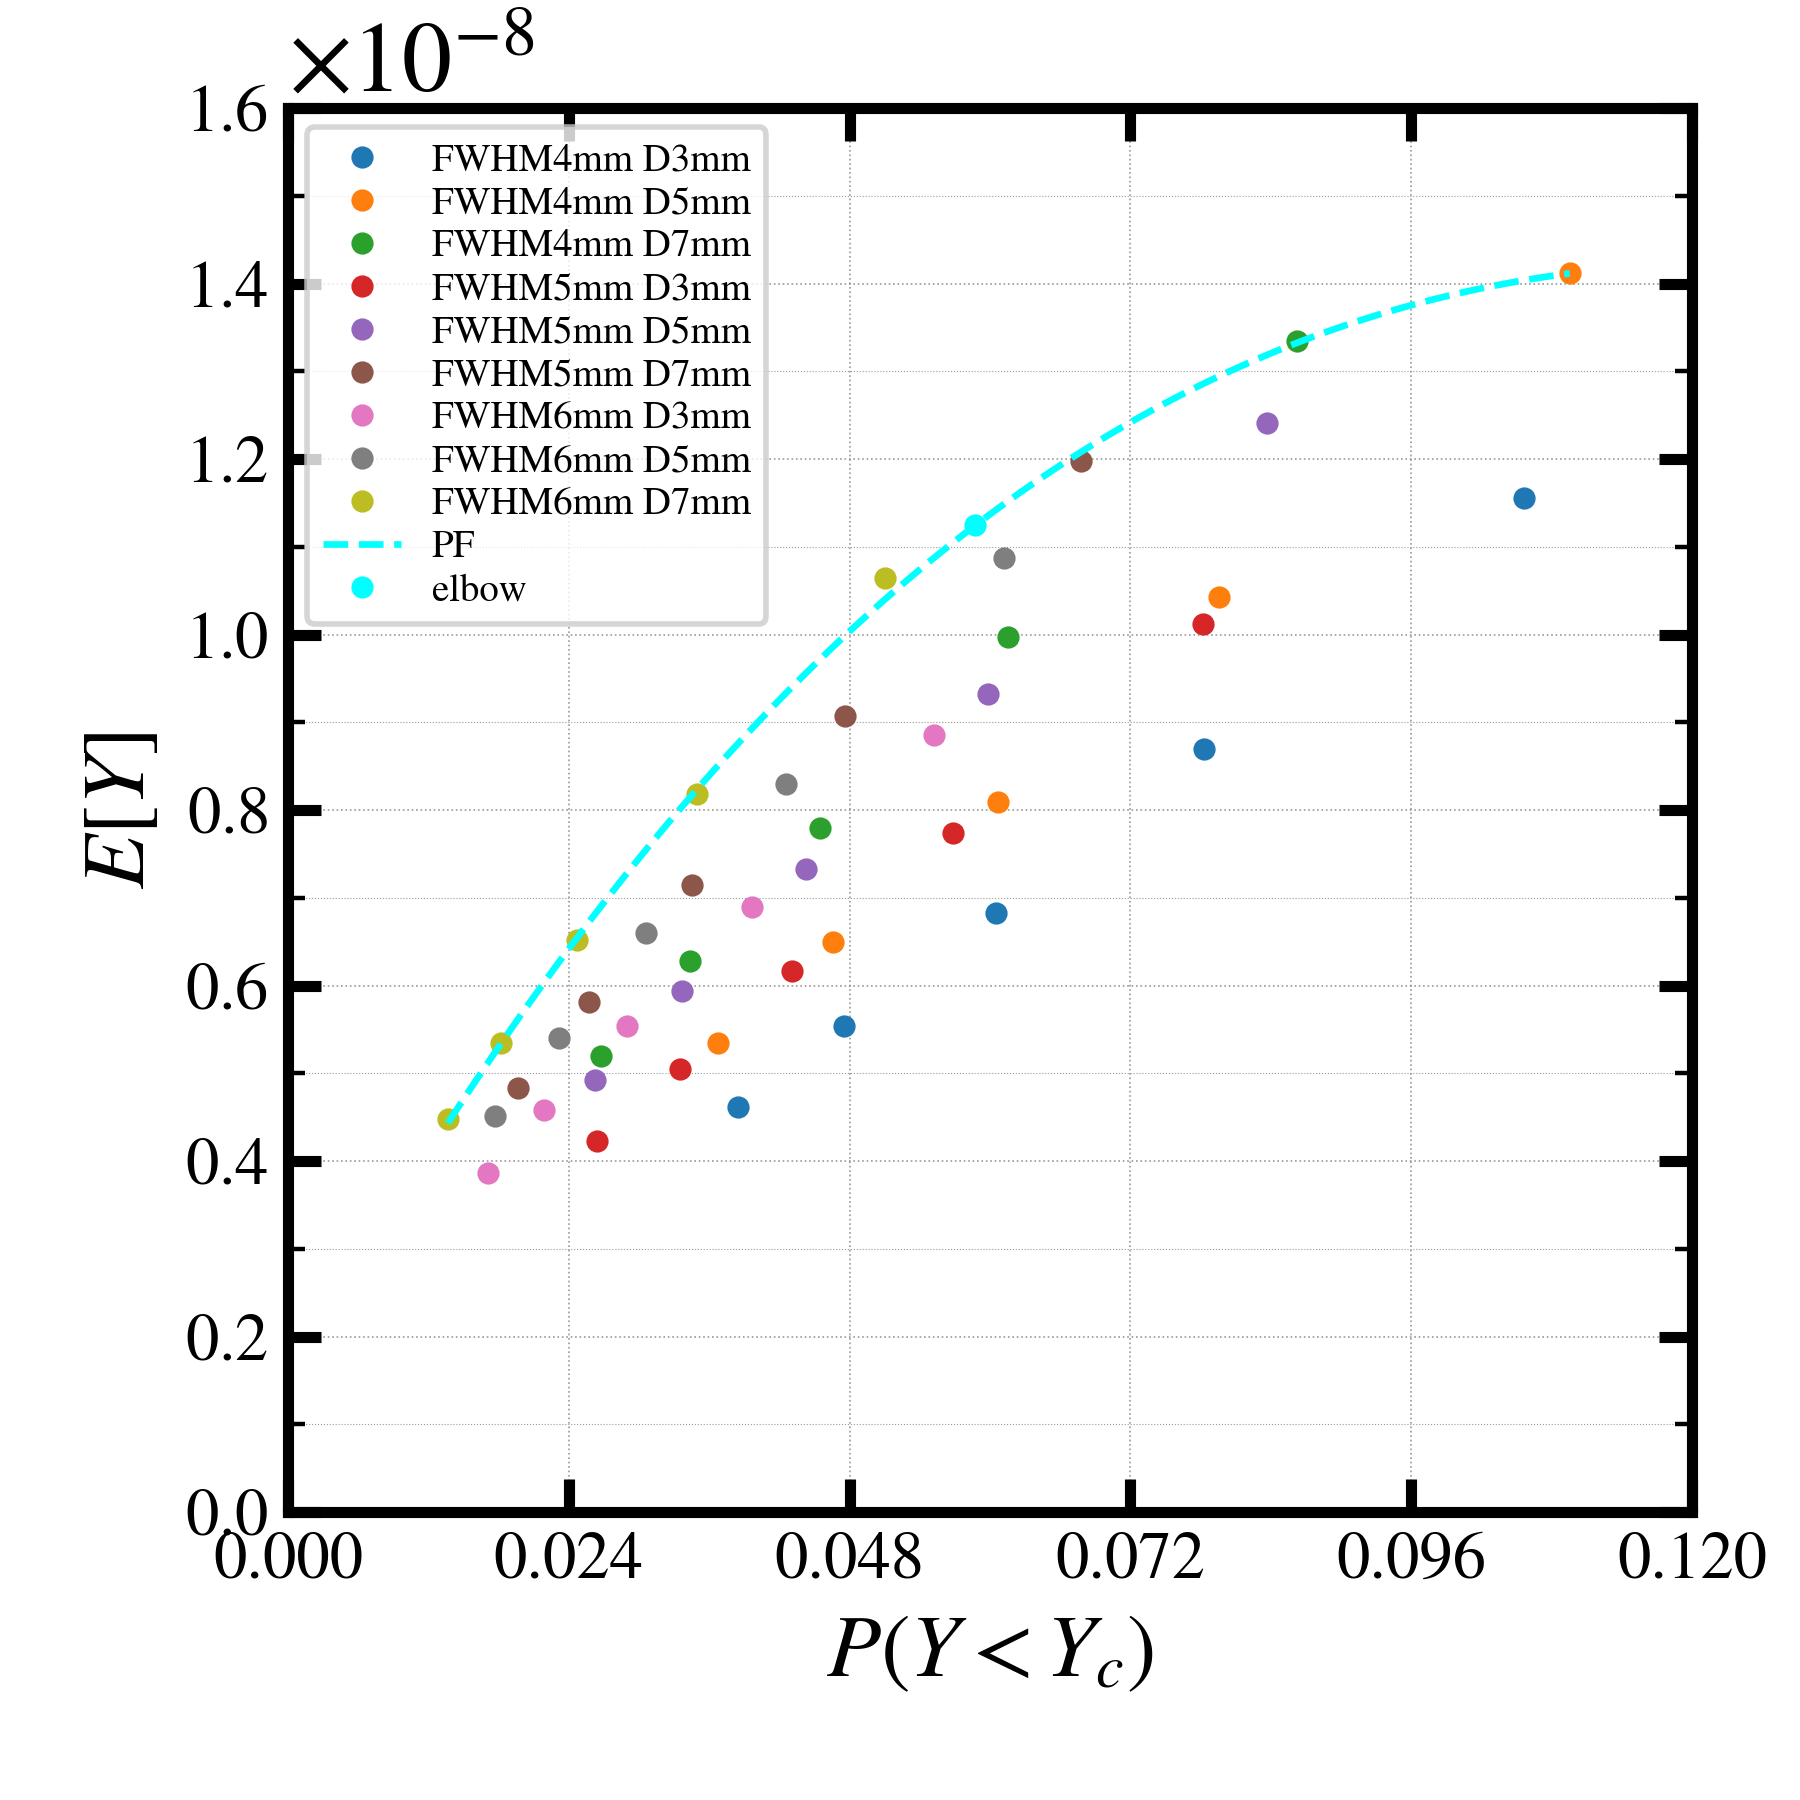 ×10⁻⁸
1.6
1.4
1.2
1.0
0.8
0.6
0.4
0.2
0.0
E[Y]
FWHM4mm D3mm
FWHM4mm D5mm
FWHM4mm D7mm
FWHM5mm D3mm
FWHM5mm D5mm
FWHM5mm D7mm
FWHM6mm D3mm
FWHM6mm D5mm
FWHM6mm D7mm
PF
elbow
0.000 0.024 0.048 0.072 0.096 0.120
P(Y < Y_c)